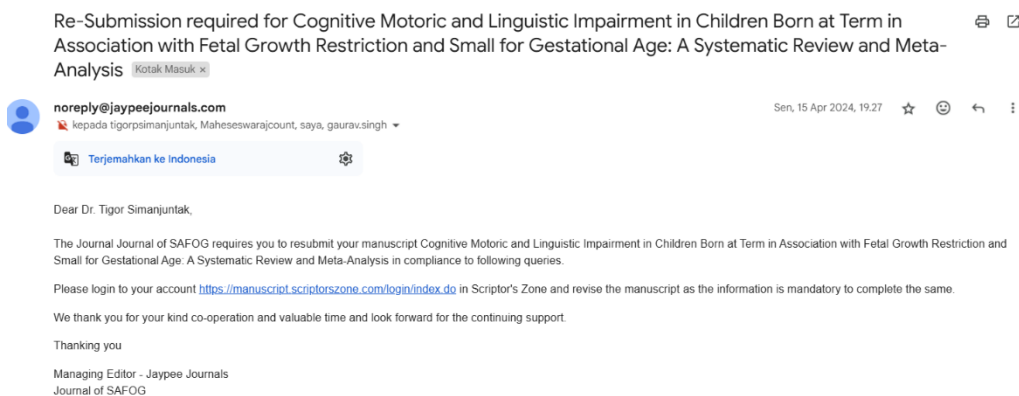 Re-Submission required for Cognitive Motoric and Linguistic Impairment in Children Born at Term in
Association with Fetal Growth Restriction and Small for Gestational Age: A Systematic Review and Meta-
Analysis Kotak Masuk ×
noreply@jaypeejournals.com Sen, 15 Apr 2024, 19.27
kepada tigorpsimanjuntak, Maheseswarajcount, saya, gaurav.singh
Terjemahkan ke Indonesia
Dear Dr. Tigor Simanjuntak,
The Journal Journal of SAFOG requires you to resubmit your manuscript Cognitive Motoric and Linguistic Impairment in Children Born at Term in Association with Fetal Growth Restriction and
Small for Gestational Age: A Systematic Review and Meta-Analysis in compliance to following queries.
Please login to your account https://manuscript.scriptorszone.com/login/index.do in Scriptor's Zone and revise the manuscript as the information is mandatory to complete the same.
We thank you for your kind co-operation and valuable time and look forward for the continuing support.
Thanking you
Managing Editor - Jaypee Journals
Journal of SAFOG